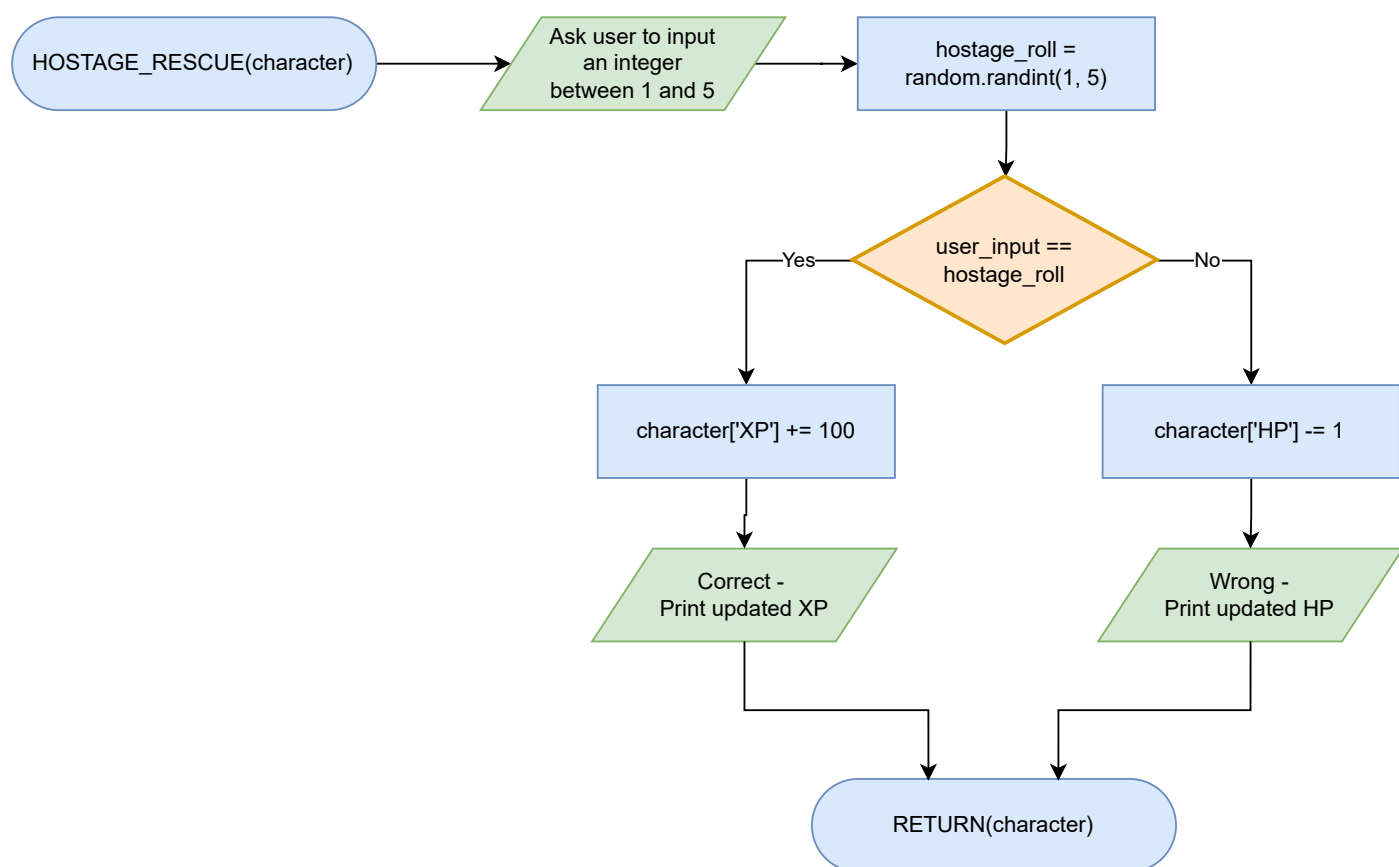 HOSTAGE_RESCUE(character)
Ask user to input
an integer
between 1 and 5
hostage_roll =
random.randint(1, 5)
user_input ==
hostage_roll
Yes
No
character['XP'] += 100
character['HP'] -= 1
Correct -
Print updated XP
Wrong -
Print updated HP
RETURN(character)